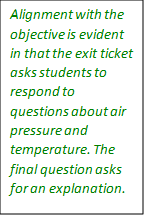 Alignment with the
objective is evident
in that the exit ticket
asks students to
respond to
questions about air
pressure and
temperature. The
final question asks
for an explanation.